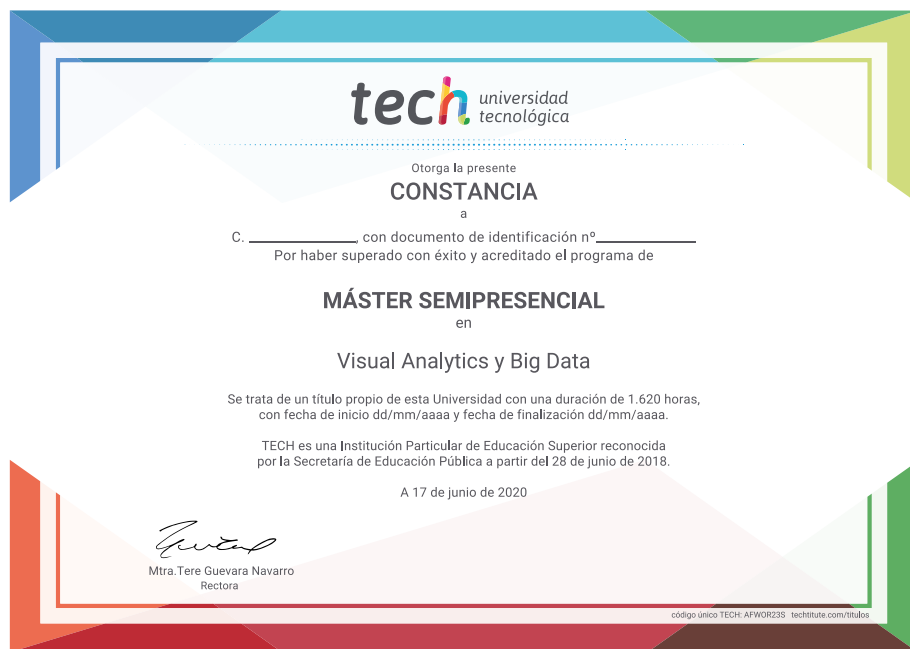 tech universidad
tecnológica
Otorga la presente
CONSTANCIA
a
C. ____________, con documento de identificación nº____________
Por haber superado con éxito y acreditado el programa de
MÁSTER SEMIPRESENCIAL
en
Visual Analytics y Big Data
Se trata de un título propio de esta Universidad con una duración de 1.620 horas,
con fecha de inicio dd/mm/aaaa y fecha de finalización dd/mm/aaaa.
TECH es una Institución Particular de Educación Superior reconocida
por la Secretaría de Educación Pública a partir del 28 de junio de 2018.
A 17 de junio de 2020
Mtra.Tere Guevara Navarro
Rectora
código único TECH: AFWOR23S techtitute.com/titulos